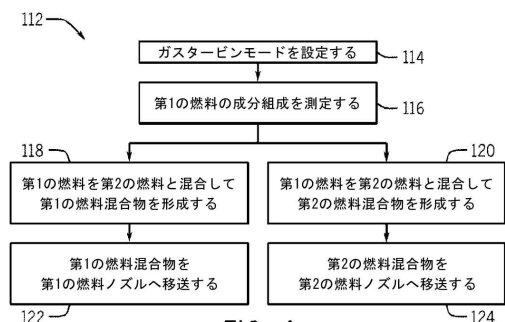 112
ガスタービンモードを設定する
114
第1の燃料の成分組成を測定する
116
118
120
第1の燃料を第2の燃料と混合して
第1の燃料混合物を形成する
第1の燃料を第2の燃料と混合して
第2の燃料混合物を形成する
第1の燃料混合物を
第1の燃料ノズルへ移送する
第2の燃料混合物を
第2の燃料ノズルへ移送する
122
124